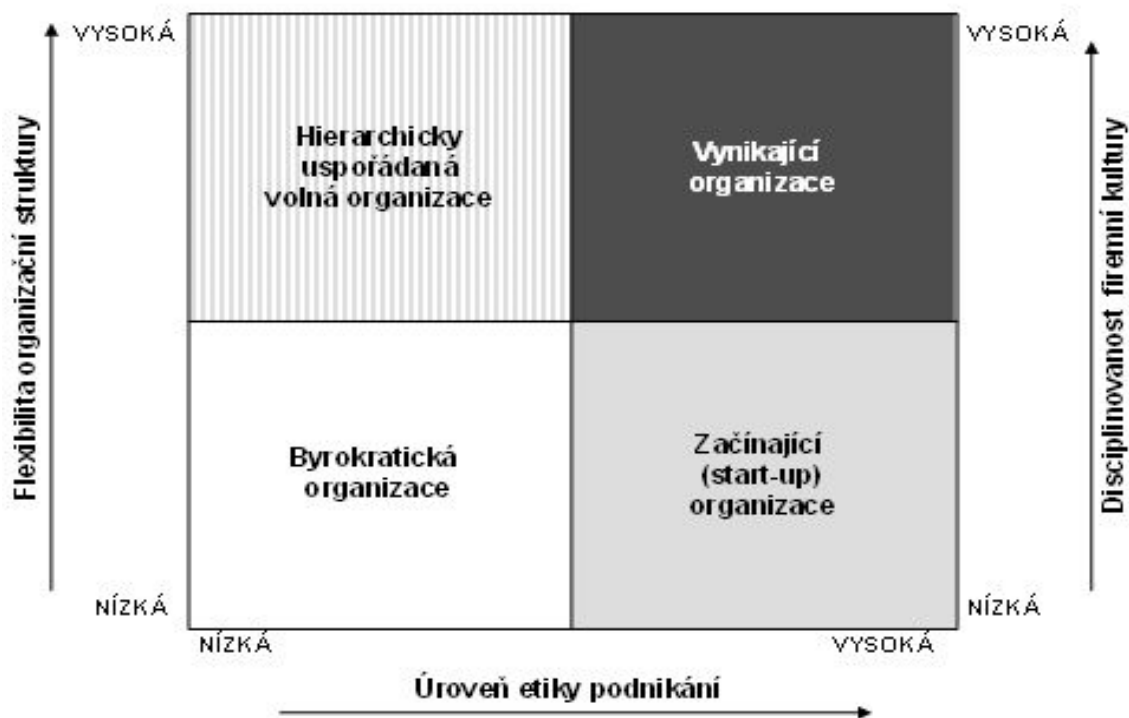 VYSOKÁ
VYSOKÁ
Flexibilita organizační struktury
Hierarchicky
uspořádaná
volná organizace
Vynikající
organizace
Disciplinovanost firemní kultury
Byrokratická
organizace
Začínající
(start-up)
organizace
NÍZKÁ
NÍZKÁ
NÍZKÁ
VYSOKÁ
Úroveň etiky podnikání